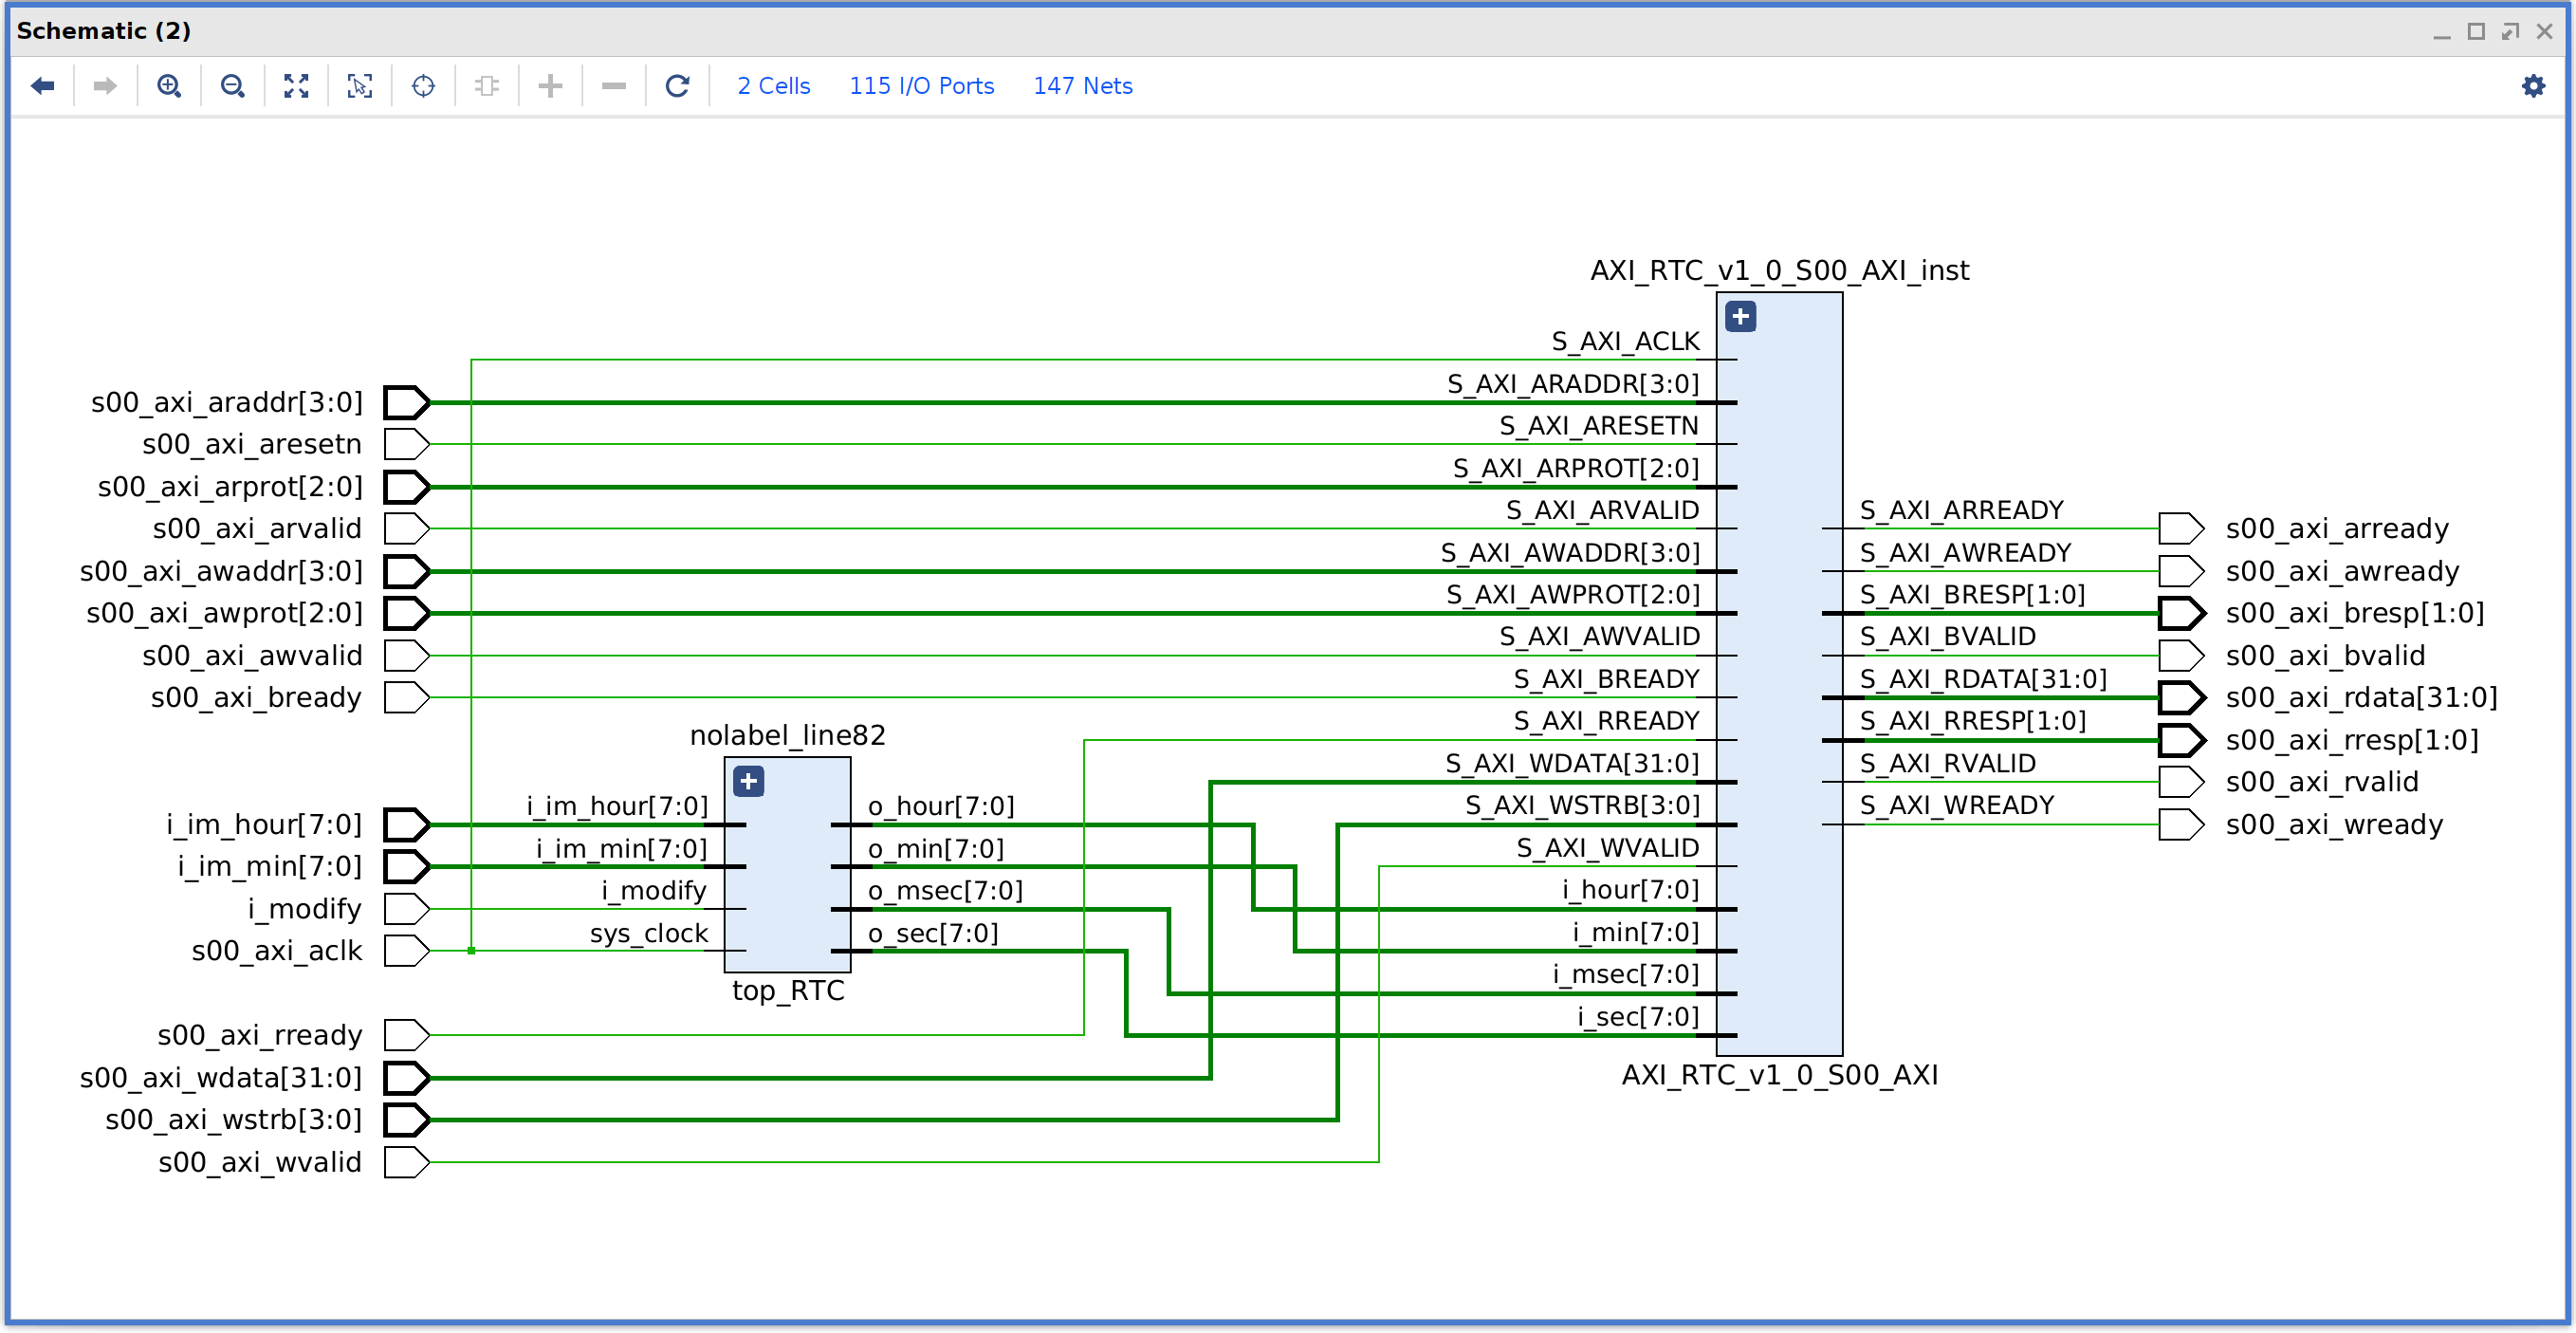 Schematic (2)
2 Cells 115 I/O Ports 147 Nets
AXI_RTC_v1_0_S00_AXI_inst
S_AXI_ACLK
s00_axi_araddr[3:0] S_AXI_ARADDR[3:0]
s00_axi_aresetn S_AXI_ARESETN
s00_axi_arprot[2:0] S_AXI_ARPROT[2:0]
s00_axi_arvalid S_AXI_ARVALID S_AXI_ARREADY s00_axi_arready
s00_axi_awaddr[3:0] S_AXI_AWADDR[3:0] S_AXI_AWREADY s00_axi_awready
s00_axi_awprot[2:0] S_AXI_AWPROT[2:0] S_AXI_BRESP[1:0] s00_axi_bresp[1:0]
s00_axi_awvalid S_AXI_AWVALID S_AXI_BVALID s00_axi_bvalid
s00_axi_bready S_AXI_BREADY S_AXI_RDATA[31:0] s00_axi_rdata[31:0]
nolabel_line82 S_AXI_RREADY S_AXI_RRESP[1:0] s00_axi_rresp[1:0]
S_AXI_WDATA[31:0] S_AXI_RVALID s00_axi_rvalid
i_im_hour[7:0] i_im_hour[7:0] o_hour[7:0] S_AXI_WSTRB[3:0] S_AXI_WREADY s00_axi_wready
i_im_min[7:0] i_im_min[7:0] o_min[7:0] S_AXI_WVALID
i_modify i_modify o_msec[7:0] i_hour[7:0]
s00_axi_aclk sys_clock o_sec[7:0] i_min[7:0]
top_RTC i_msec[7:0]
s00_axi_rready i_sec[7:0]
s00_axi_wdata[31:0] AXI_RTC_v1_0_S00_AXI
s00_axi_wstrb[3:0]
s00_axi_wvalid